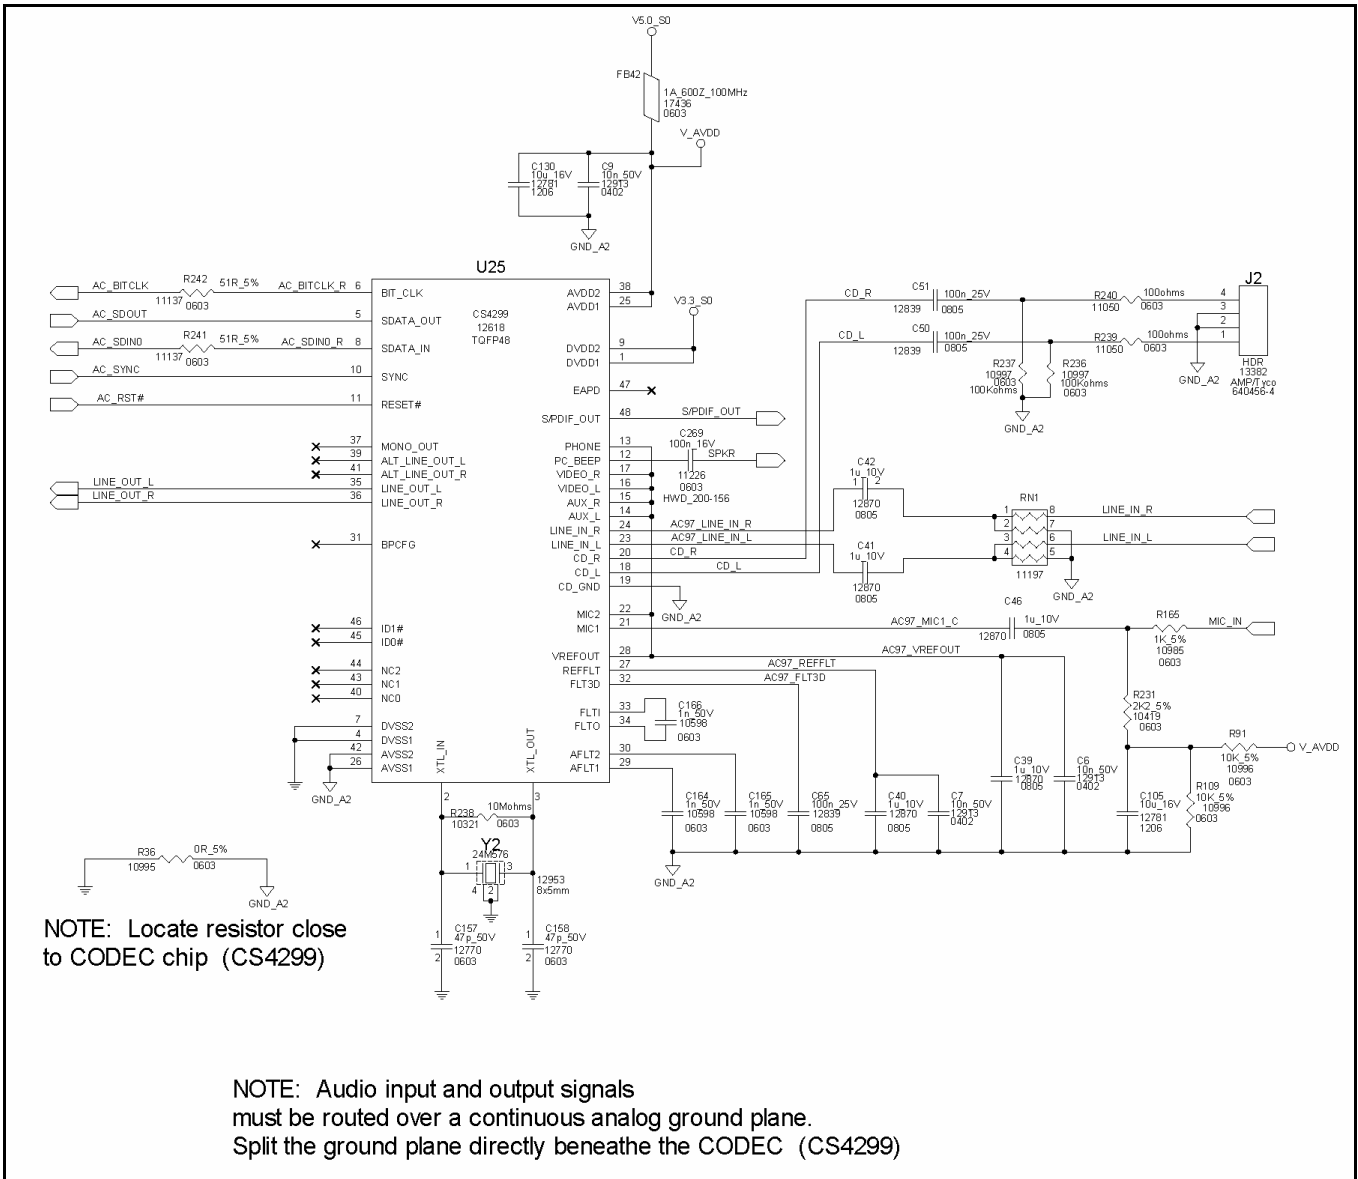 V5.0_S0
FB42
1A_600Z_100MHz
17436
0603
V_AVDD
C130
10u_16V
12781
1206
C9
10n_50V
12913
0402
GND_A2
U25
CS4299
12618
TQFP48
AC_BITCLK
R242
51R_5%
AC_BITCLK_R
6
BIT_CLK
11137
0603
AC_SDOUT
5
SDATA_OUT
AC_SDIN0
R241
51R_5%
AC_SDIN0_R
8
SDATA_IN
11137
0603
AC_SYNC
10
SYNC
AC_RST#
11
RESET#
37
MONO_OUT
39
ALT_LINE_OUT_L
41
ALT_LINE_OUT_R
LINE_OUT_L
35
LINE_OUT_L
LINE_OUT_R
36
LINE_OUT_R
31
BPCFG
46
ID1#
45
ID0#
44
NC2
43
NC1
40
NC0
7
DVSS2
4
DVSS1
42
AVSS2
26
AVSS1
GND_A2
XTL_IN
XTL_OUT
2
3
AVDD2
38
AVDD1
25
V3.3_S0
DVDD2
9
DVDD1
1
EAPD
47
S/PDIF_OUT
48
S/PDIF_OUT
PHONE
13
PC_BEEP
12
C269
100n_16V
SPKR
11226
0603
HWD_200-156
VIDEO_R
17
VIDEO_L
16
AUX_R
15
AUX_L
14
LINE_IN_R
24
AC97_LINE_IN_R
LINE_IN_L
23
AC97_LINE_IN_L
CD_R
20
CD_R
CD_L
18
CD_L
CD_GND
19
GND_A2
MIC2
22
MIC1
21
AC97_MIC1_C
VREFOUT
28
AC97_VREFOUT
REFFLT
27
AC97_REFFLT
FLT3D
32
AC97_FLT3D
FLTI
33
FLTO
34
C166
1n_50V
10598
0603
AFLT2
30
AFLT1
29
CD_R
C51
100n_25V
12839
0805
CD_L
C50
100n_25V
12839
0805
R240
100ohms
11050
0603
R239
100ohms
11050
0603
R237
10997
0603
100Kohms
R236
10997
100Kohms
0603
GND_A2
J2
4
3
2
1
HDR
13382
AMP/Tyco
640456-4
GND_A2
C42
1u_10V
1 2
12870
0805
C41
1u_10V
12870
0805
RN1
1
2
3
4
8
7
6
5
11197
LINE_IN_R
LINE_IN_L
GND_A2
C46
1u_10V
12870
0805
R165
1K_5%
10985
0603
MIC_IN
R231
2K2_5%
10419
0603
R91
10K_5%
10996
0603
V_AVDD
R109
10K_5%
10996
0603
C164
1n_50V
10598
0603
C165
1n_50V
10598
0603
C65
100n_25V
12839
0805
C40
1u_10V
12870
0805
C7
10n_50V
12913
0402
C39
1u_10V
12870
0805
C6
10n_50V
12913
0402
C105
10u_16V
12781
1206
GND_A2
R238
10Mohms
10321
0603
Y2
24M576
1
3
4
2
12953
8x5mm
C157
47p_50V
12770
0603
1
2
C158
47p_50V
12770
0603
1
2
R36
0R_5%
10995
0603
GND_A2
NOTE: Locate resistor close
to CODEC chip (CS4299)
NOTE: Audio input and output signals
must be routed over a continuous analog ground plane.
Split the ground plane directly beneathe the CODEC (CS4299)